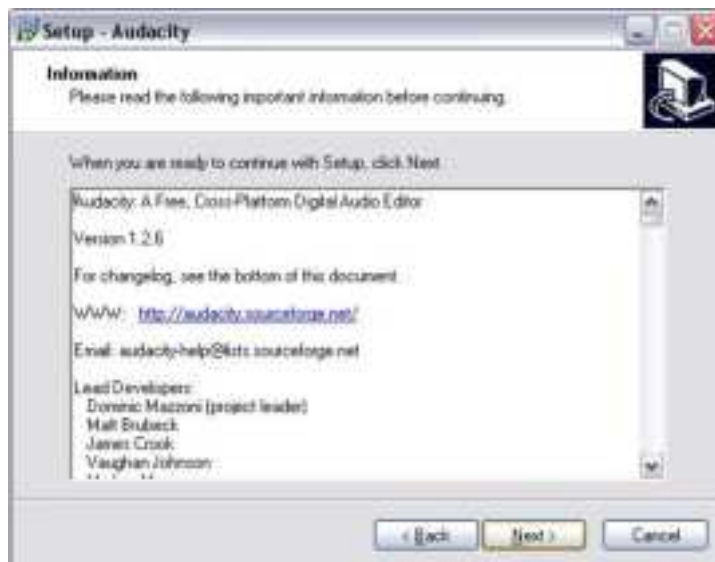 Setup - Audacity
Information
Please read the following important information before continuing.
When you are ready to continue with Setup, click Next
Audacity: A Free, Cross-Platform Digital Audio Editor
Version 1.2.6
For changelog, see the bottom of this document
WWW: http://audacity.sourceforge.net/
Email: audacity-help@lists.sourceforge.net
Lead Developers:
Dominic Mazzoni (project leader)
Matt Brubeck
James Crook
Vaughan Johnson
< Back
Next >
Cancel